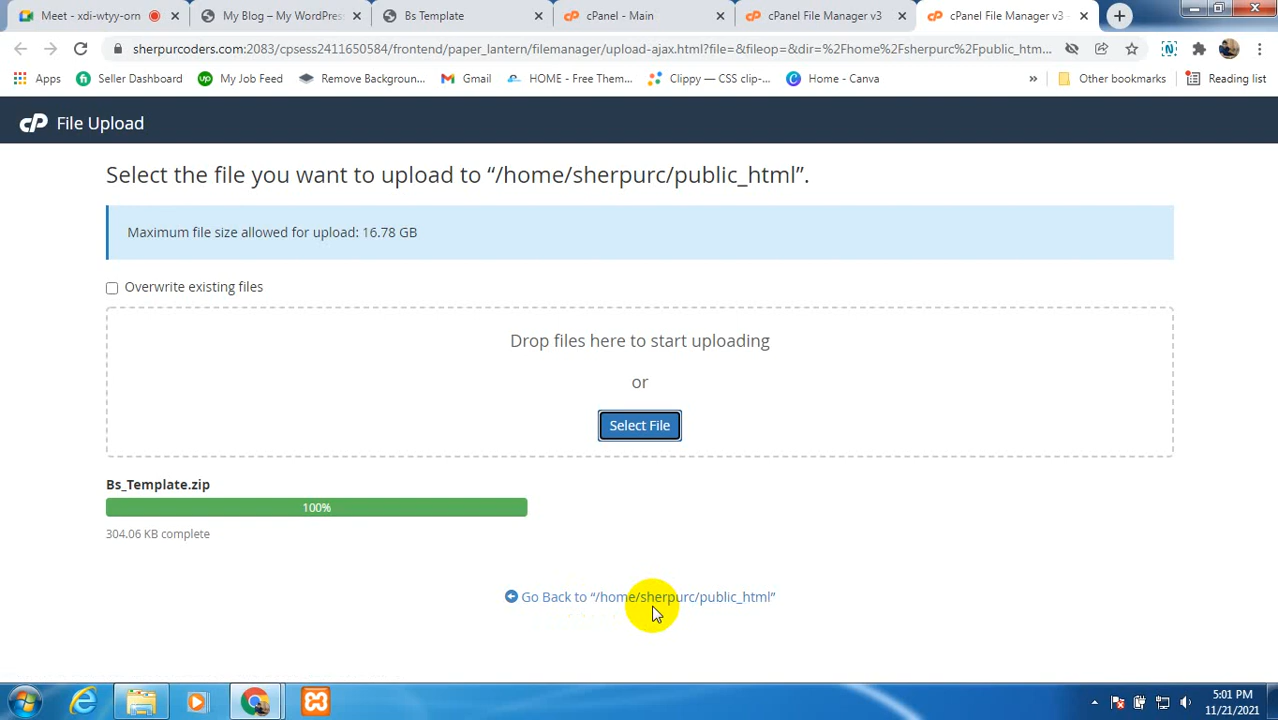 Meet - xdi-wtyy-orn
My Blog – My WordPress
Bs Template
cPanel - Main
cPanel File Manager v3
cPanel File Manager v3
sherpurcoders.com:2083/cpsess2411650584/frontend/paper_lantern/filemanager/upload-ajax.html?file=&fileop=&dir=%2Fhome%2Fsherpurc%2Fpublic_htm...
Apps
Seller Dashboard
up My Job Feed
Remove Backgroun...
Gmail
HOME - Free Them...
Clippy — CSS clip-...
Home - Canva
»
Other bookmarks
Reading list
cP File Upload
Select the file you want to upload to “/home/sherpurc/public_html”.
Maximum file size allowed for upload: 16.78 GB
Overwrite existing files
Drop files here to start uploading
or
Select File
Bs_Template.zip
100%
304.06 KB complete
Go Back to “/home/sherpurc/public_html”
5:01 PM
11/21/2021